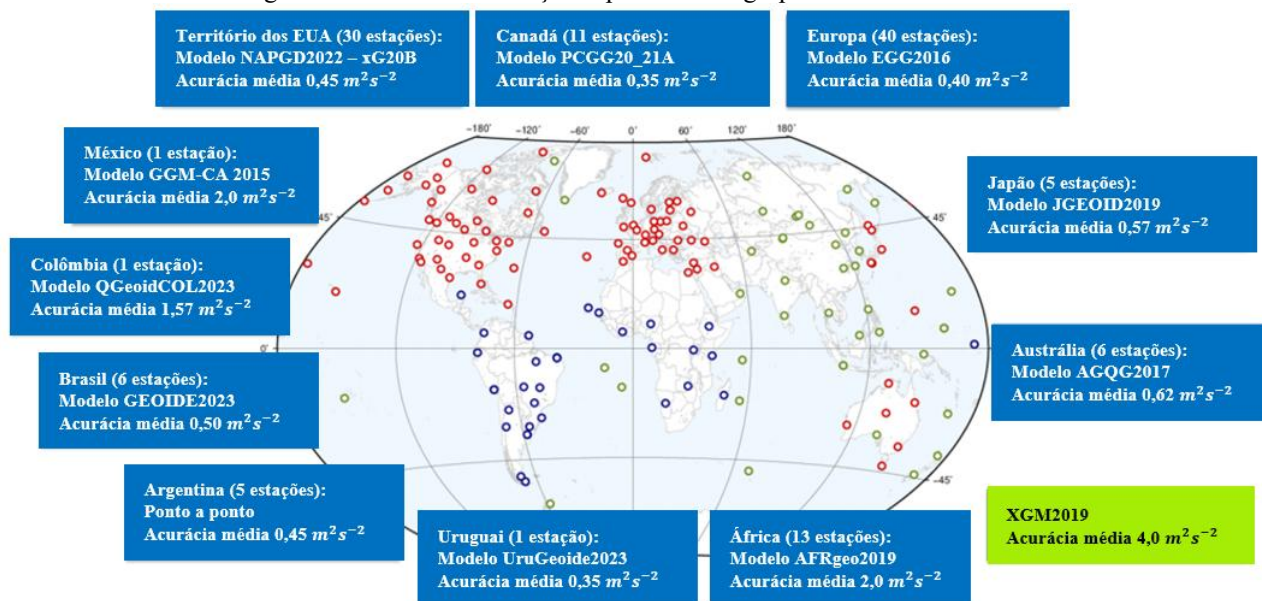 Território dos EUA (30 estações):
Modelo NAPGD2022 – xG20B
Acurácia média 0,45 m²s⁻²
Canadá (11 estações):
Modelo PCGG20_21A
Acurácia média 0,35 m²s⁻²
Europa (40 estações):
Modelo EGG2016
Acurácia média 0,40 m²s⁻²
México (1 estação):
Modelo GGM-CA 2015
Acurácia média 2,0 m²s⁻²
-180° -120° -60° 0° 60° 120° 180°
Japão (5 estações):
Modelo JGEOID2019
Acurácia média 0,57 m²s⁻²
45° 45°
Colômbia (1 estação):
Modelo QGeoidCOL2023
Acurácia média 1,57 m²s⁻²
0°
Austrália (6 estações):
Modelo AGQG2017
Acurácia média 0,62 m²s⁻²
Brasil (6 estações):
Modelo GEOIDE2023
Acurácia média 0,50 m²s⁻²
-45°
Argentina (5 estações):
Ponto a ponto
Acurácia média 0,45 m²s⁻²
Uruguai (1 estação):
Modelo UruGeoide2023
Acurácia média 0,35 m²s⁻²
África (13 estações):
Modelo AFRgeo2019
Acurácia média 2,0 m²s⁻²
XGM2019
Acurácia média 4,0 m²s⁻²